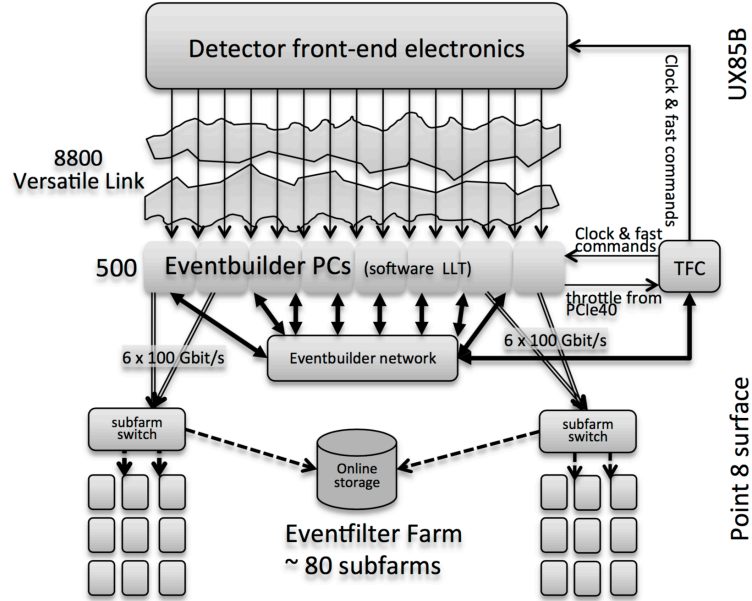 Detector front-end electronics
UX85B
Clock & fast commands
8800
Versatile Link
Clock & fast
commands
500
Eventbuilder PCs (software LLT)
TFC
throttle from
PCIe40
6 x 100 Gbit/s
Eventbuilder network
6 x 100 Gbit/s
subfarm
switch
subfarm
switch
Online
storage
Point 8 surface
Eventfilter Farm
~ 80 subfarms